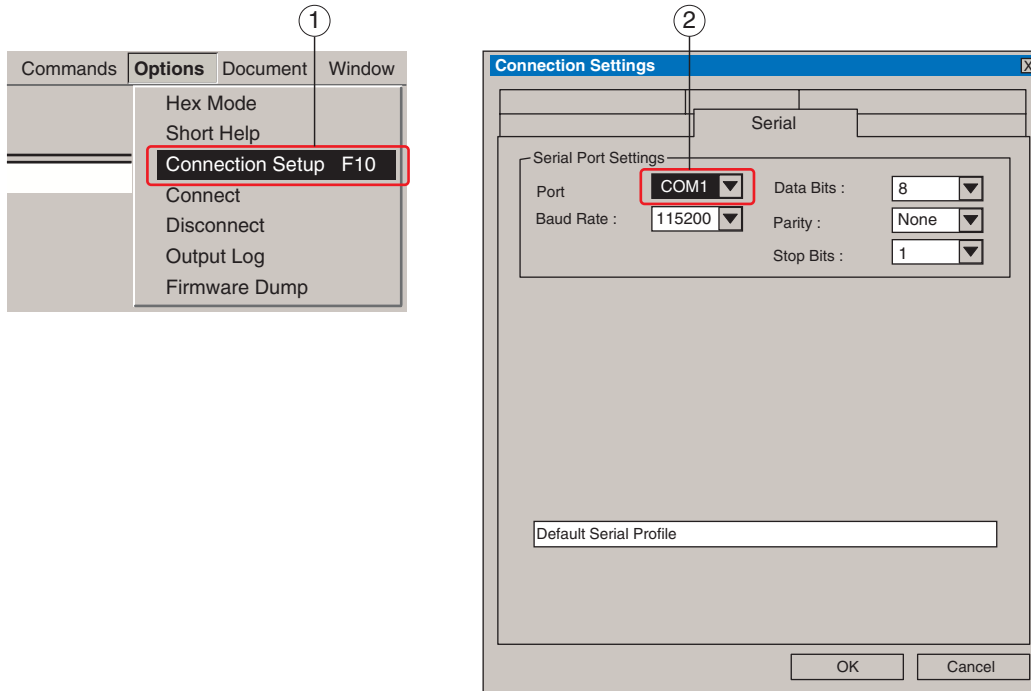 1
Commands Options Document Window
Hex Mode
Short Help
Connection Setup F10
Connect
Disconnect
Output Log
Firmware Dump
2
Connection Settings X
Serial
Serial Port Settings
Port COM1 Data Bits : 8
Baud Rate : 115200 Parity : None
Stop Bits : 1
Default Serial Profile
OK Cancel